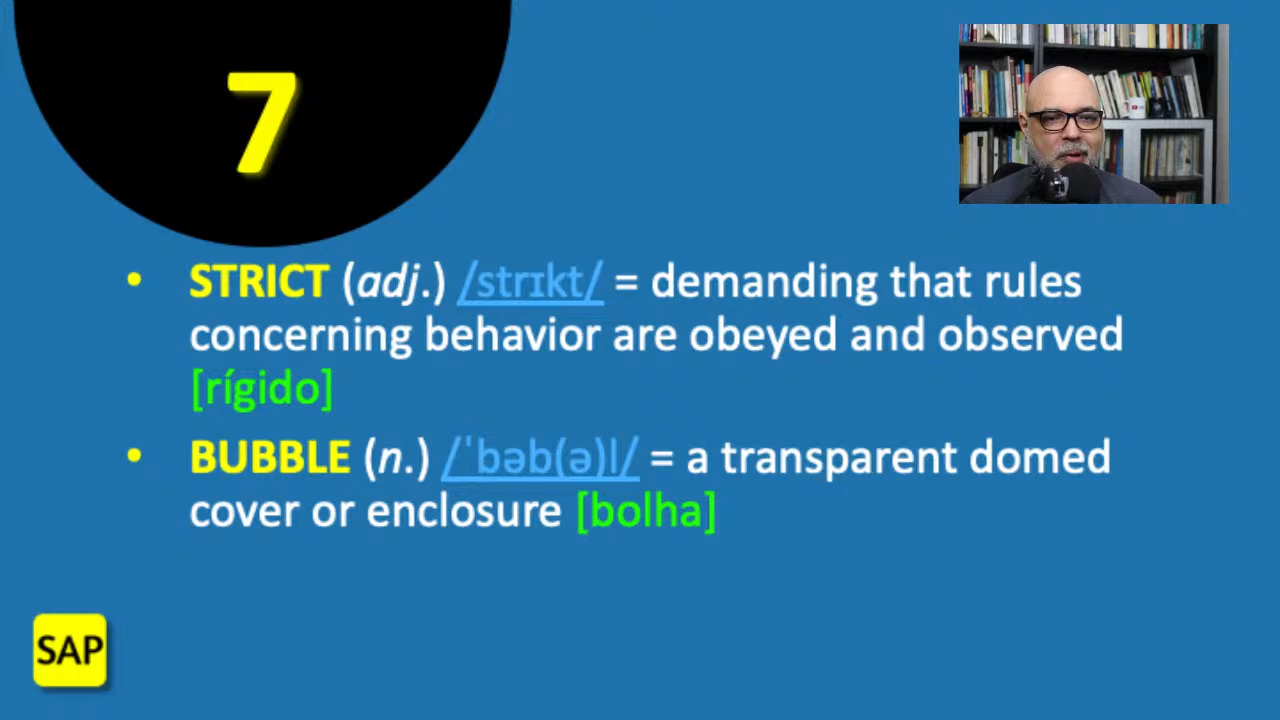 7
• STRICT (adj.) /strɪkt/ = demanding that rules
concerning behavior are obeyed and observed
[rígido]
• BUBBLE (n.) /ˈbəb(ə)l/ = a transparent domed
cover or enclosure [bolha]
SAP